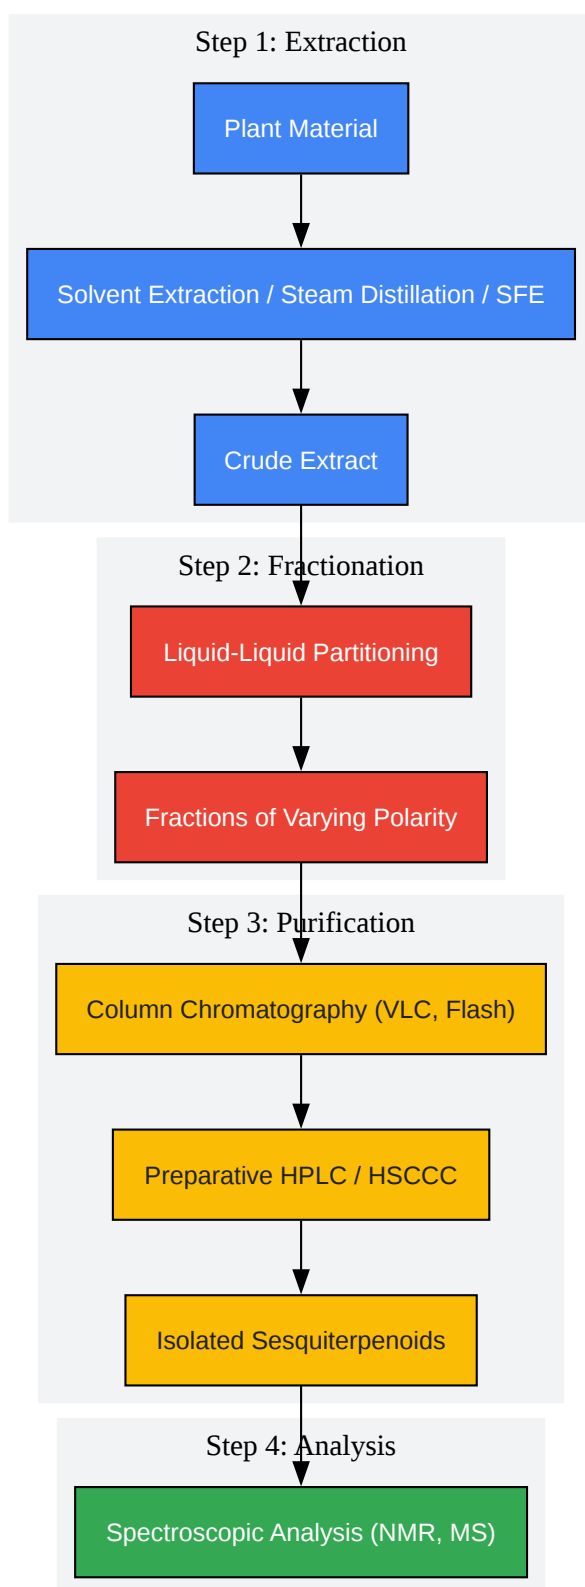 Step 1: Extraction
Plant Material
Solvent Extraction / Steam Distillation / SFE
Crude Extract
Step 2: Fractionation
Liquid-Liquid Partitioning
Fractions of Varying Polarity
Step 3: Purification
Column Chromatography (VLC, Flash)
Preparative HPLC / HSCCC
Isolated Sesquiterpenoids
Step 4: Analysis
Spectroscopic Analysis (NMR, MS)